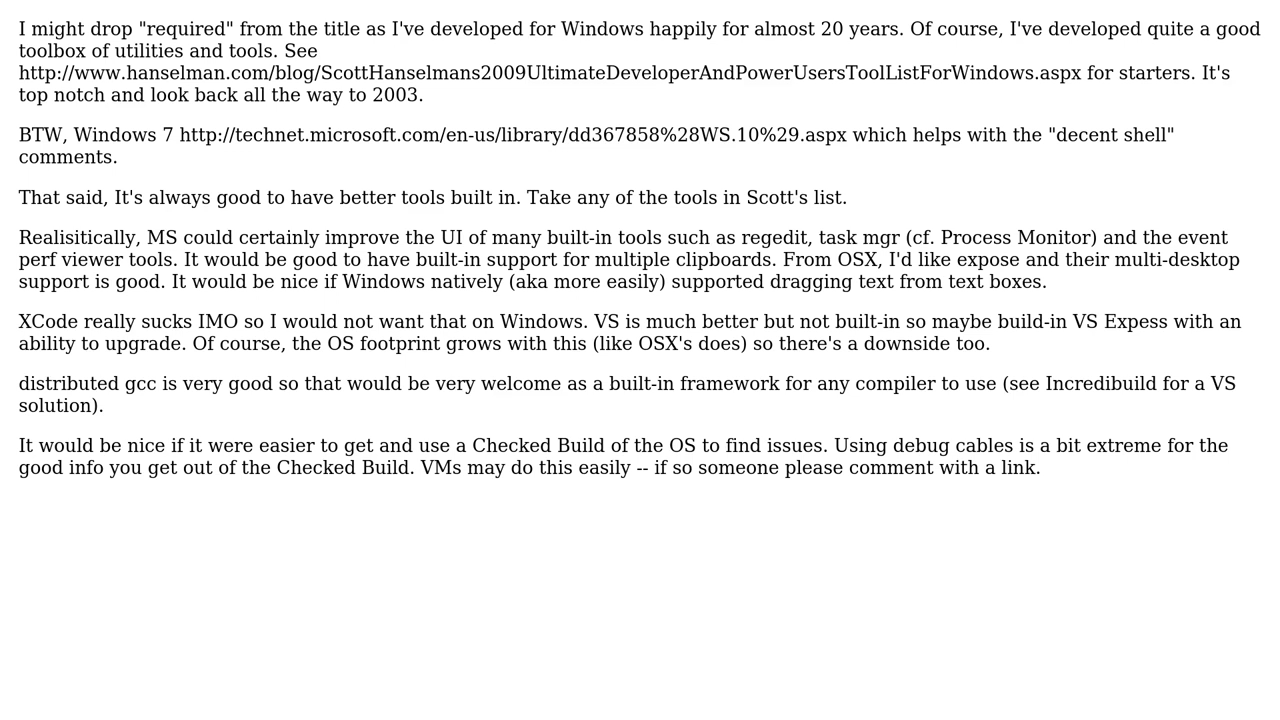 I might drop "required" from the title as I've developed for Windows happily for almost 20 years. Of course, I've developed quite a good
toolbox of utilities and tools. See
http://www.hanselman.com/blog/ScottHanselmans2009UltimateDeveloperAndPowerUsersToolListForWindows.aspx for starters. It's
top notch and look back all the way to 2003.
BTW, Windows 7 http://technet.microsoft.com/en-us/library/dd367858%28WS.10%29.aspx which helps with the "decent shell"
comments.
That said, It's always good to have better tools built in. Take any of the tools in Scott's list.
Realisitically, MS could certainly improve the UI of many built-in tools such as regedit, task mgr (cf. Process Monitor) and the event
perf viewer tools. It would be good to have built-in support for multiple clipboards. From OSX, I'd like expose and their multi-desktop
support is good. It would be nice if Windows natively (aka more easily) supported dragging text from text boxes.
XCode really sucks IMO so I would not want that on Windows. VS is much better but not built-in so maybe build-in VS Expess with an
ability to upgrade. Of course, the OS footprint grows with this (like OSX's does) so there's a downside too.
distributed gcc is very good so that would be very welcome as a built-in framework for any compiler to use (see Incredibuild for a VS
solution).
It would be nice if it were easier to get and use a Checked Build of the OS to find issues. Using debug cables is a bit extreme for the
good info you get out of the Checked Build. VMs may do this easily -- if so someone please comment with a link.